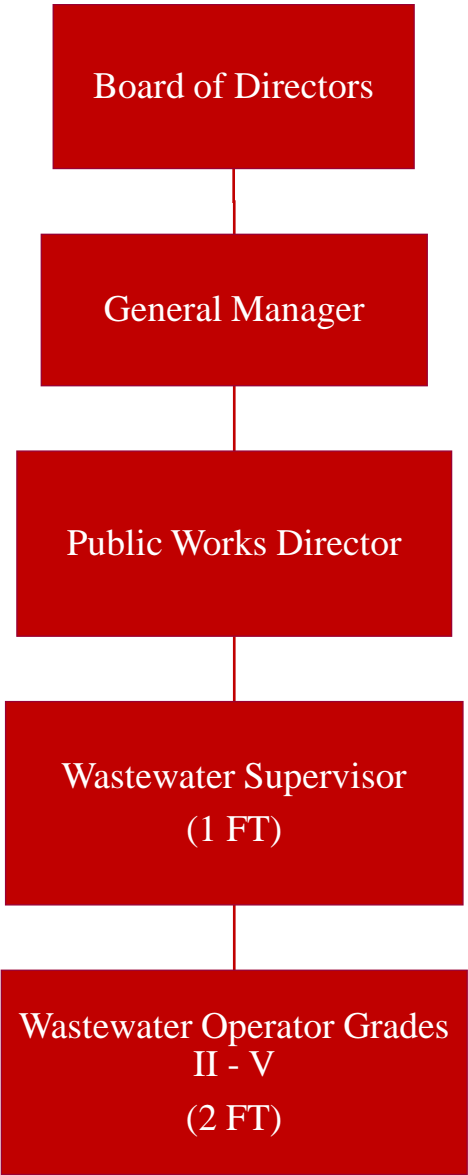 Board of Directors
General Manager
Public Works Director
Wastewater Supervisor
(1 FT)
Wastewater Operator Grades
II - V
(2 FT)